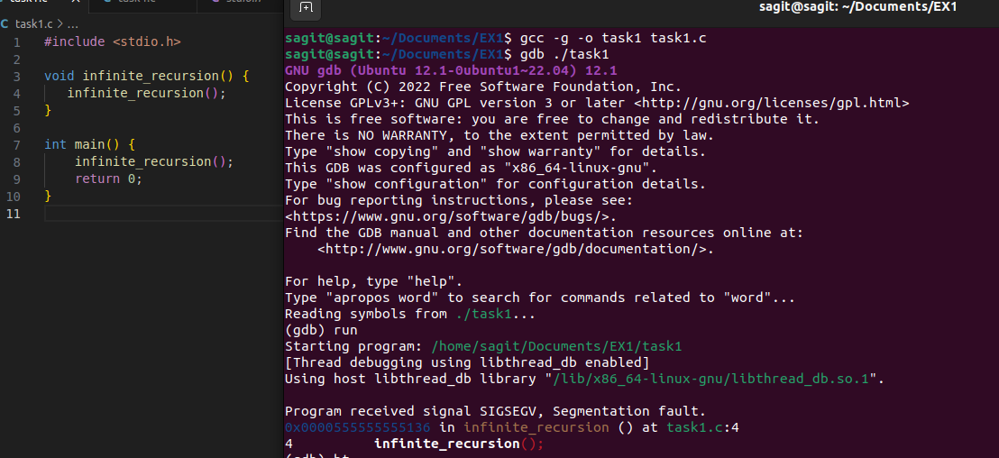 task1.c > ...
1 #include <stdio.h>
2
3 void infinite_recursion() {
4 infinite_recursion();
5 }
6
7 int main() {
8 infinite_recursion();
9 return 0;
10 }
11
sagit@sagit: ~/Documents/EX1
sagit@sagit:~/Documents/EX1$ gcc -g -o task1 task1.c
sagit@sagit:~/Documents/EX1$ gdb ./task1
GNU gdb (Ubuntu 12.1-0ubuntu1~22.04) 12.1
Copyright (C) 2022 Free Software Foundation, Inc.
License GPLv3+: GNU GPL version 3 or later <http://gnu.org/licenses/gpl.html>
This is free software: you are free to change and redistribute it.
There is NO WARRANTY, to the extent permitted by law.
Type "show copying" and "show warranty" for details.
This GDB was configured as "x86_64-linux-gnu".
Type "show configuration" for configuration details.
For bug reporting instructions, please see:
<https://www.gnu.org/software/gdb/bugs/>.
Find the GDB manual and other documentation resources online at:
<http://www.gnu.org/software/gdb/documentation/>.

For help, type "help".
Type "apropos word" to search for commands related to "word"...
Reading symbols from ./task1...
(gdb) run
Starting program: /home/sagit/Documents/EX1/task1
[Thread debugging using libthread_db enabled]
Using host libthread_db library "/lib/x86_64-linux-gnu/libthread_db.so.1".

Program received signal SIGSEGV, Segmentation fault.
0x0000555555555136 in infinite_recursion () at task1.c:4
4 infinite_recursion();
(gdb) bt